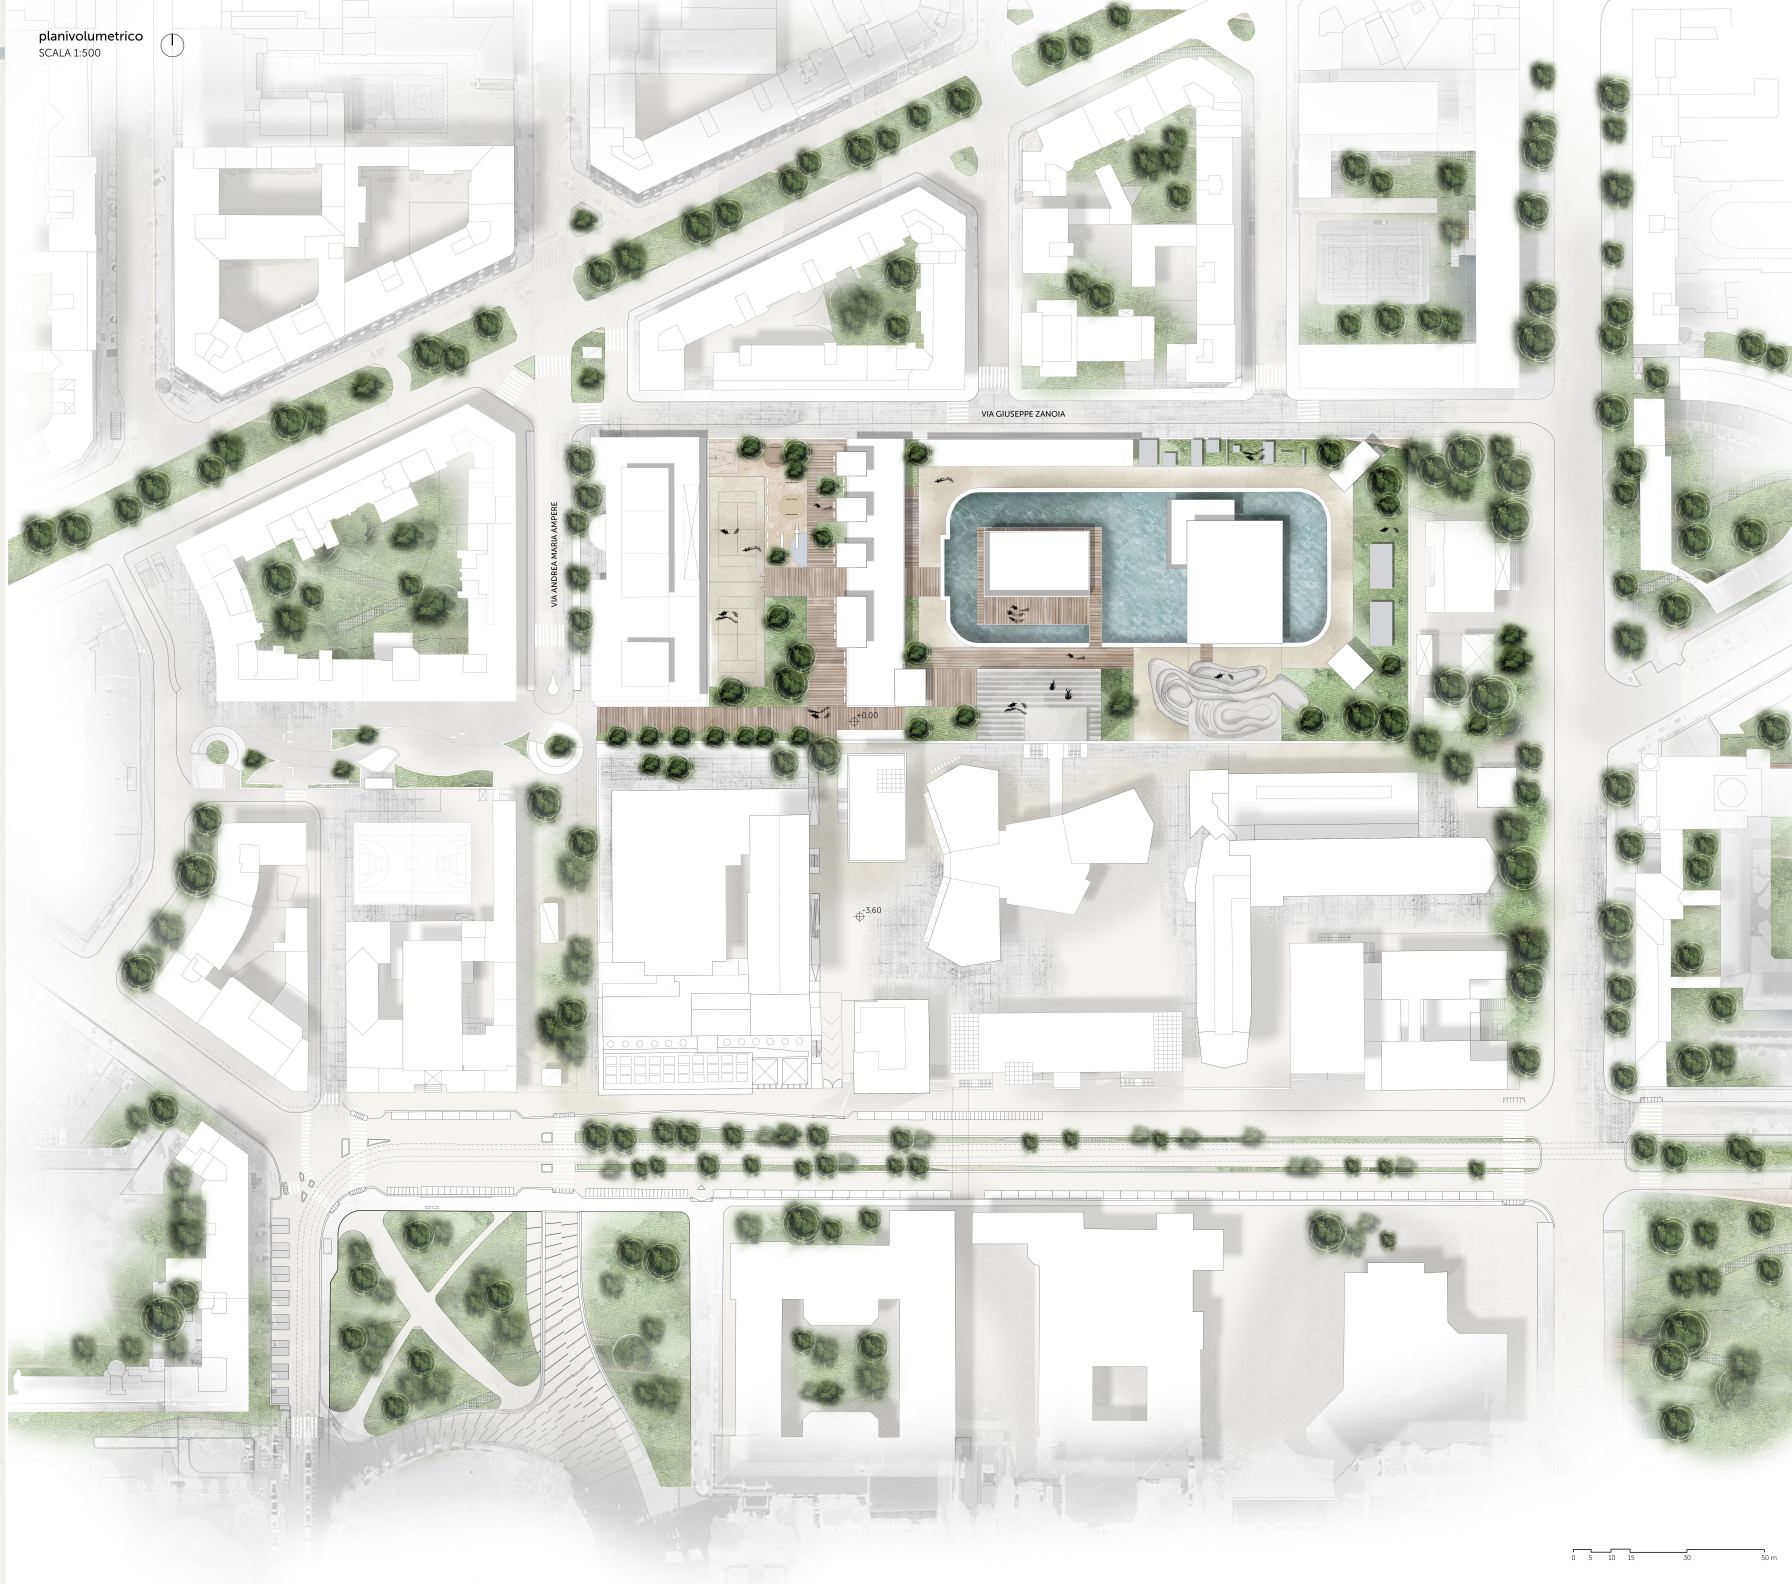 planivolumetrico
SCALA 1:500
VIA GIUSEPPE ZANOIA
VIA ANDREA MARIA AMPERE
+0,00
-3,60
0 5 10 15 30 50 m